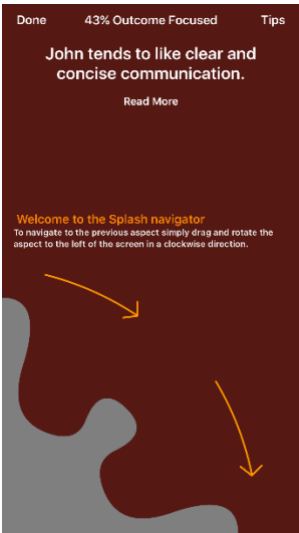 Done 43% Outcome Focused Tips
John tends to like clear and
concise communication.
Read More
Welcome to the Splash navigator
To navigate to the previous aspect simply drag and rotate the
aspect to the left of the screen in a clockwise direction.